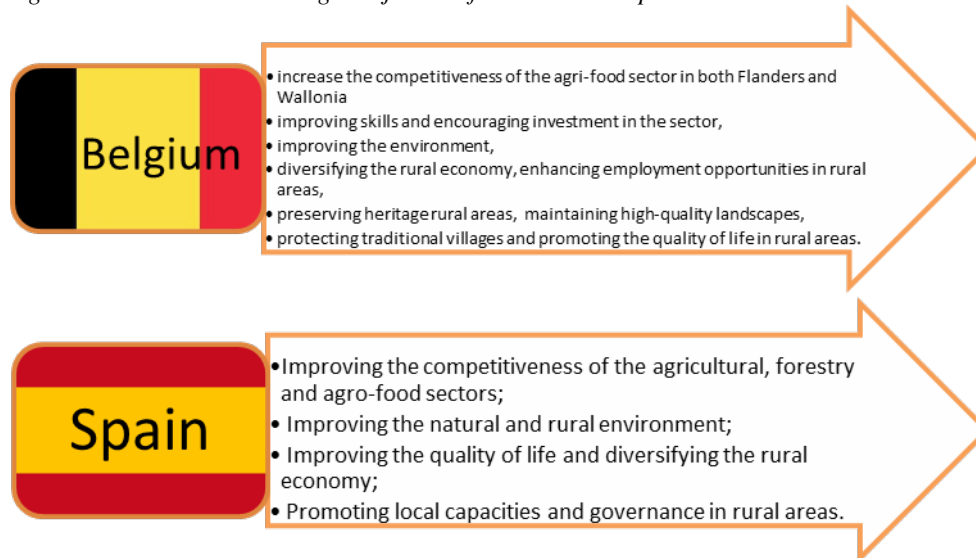 Belgium
• increase the competitiveness of the agri-food sector in both Flanders and
Wallonia
• improving skills and encouraging investment in the sector,
• improving the environment,
• diversifying the rural economy, enhancing employment opportunities in rural
areas,
• preserving heritage rural areas, maintaining high-quality landscapes,
• protecting traditional villages and promoting the quality of life in rural areas.
Spain
•Improving the competitiveness of the agricultural, forestry
and agro-food sectors;
• Improving the natural and rural environment;
• Improving the quality of life and diversifying the rural
economy;
• Promoting local capacities and governance in rural areas.